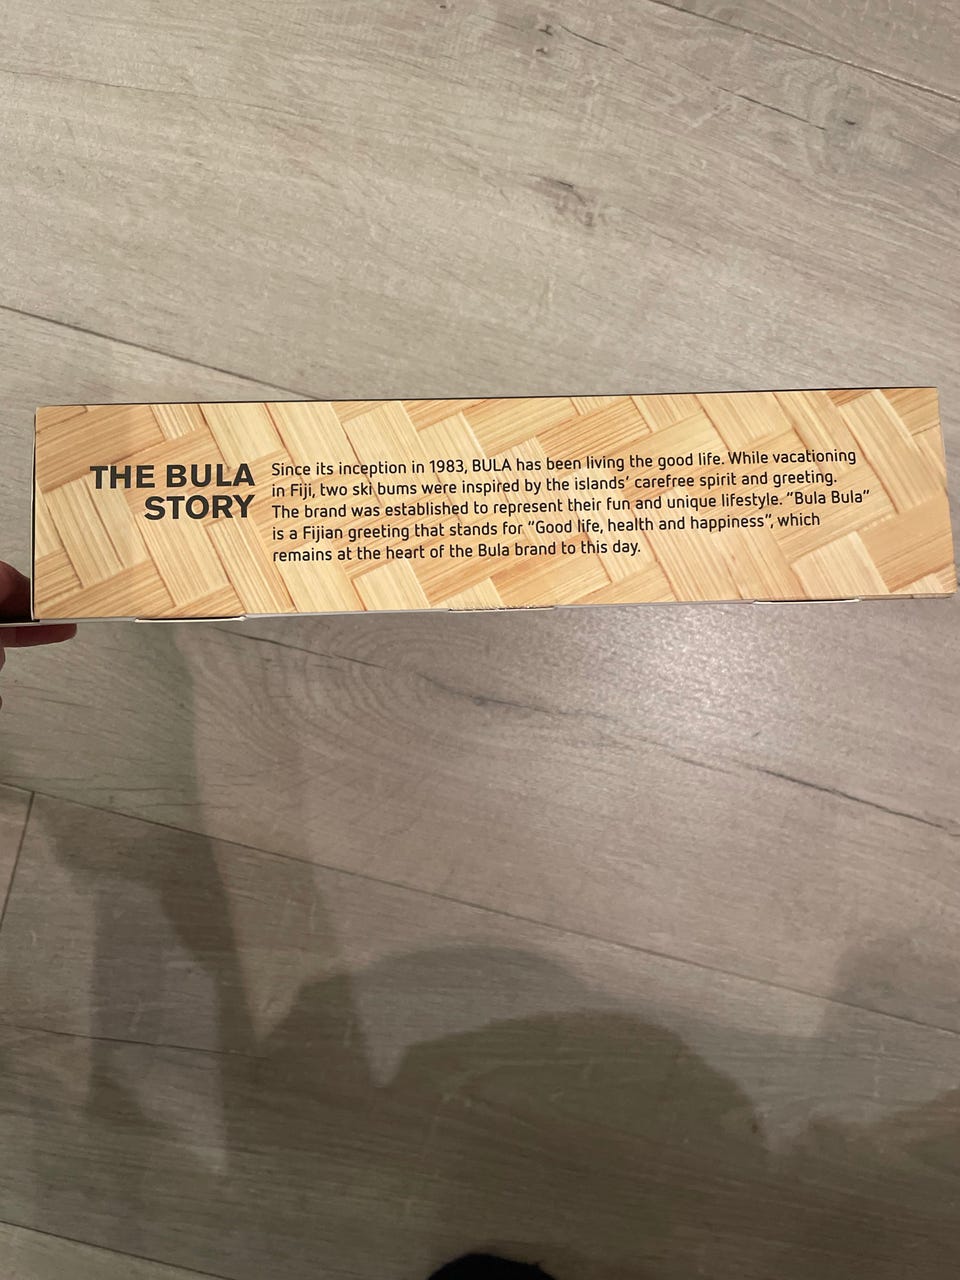 THE BULA
STORY
Since its inception in 1983, BULA has been living the good life. While vacationing
in Fiji, two ski bums were inspired by the islands' carefree spirit and greeting.
The brand was established to represent their fun and unique lifestyle. “Bula Bula”
is a Fijian greeting that stands for “Good life, health and happiness”, which
remains at the heart of the Bula brand to this day.